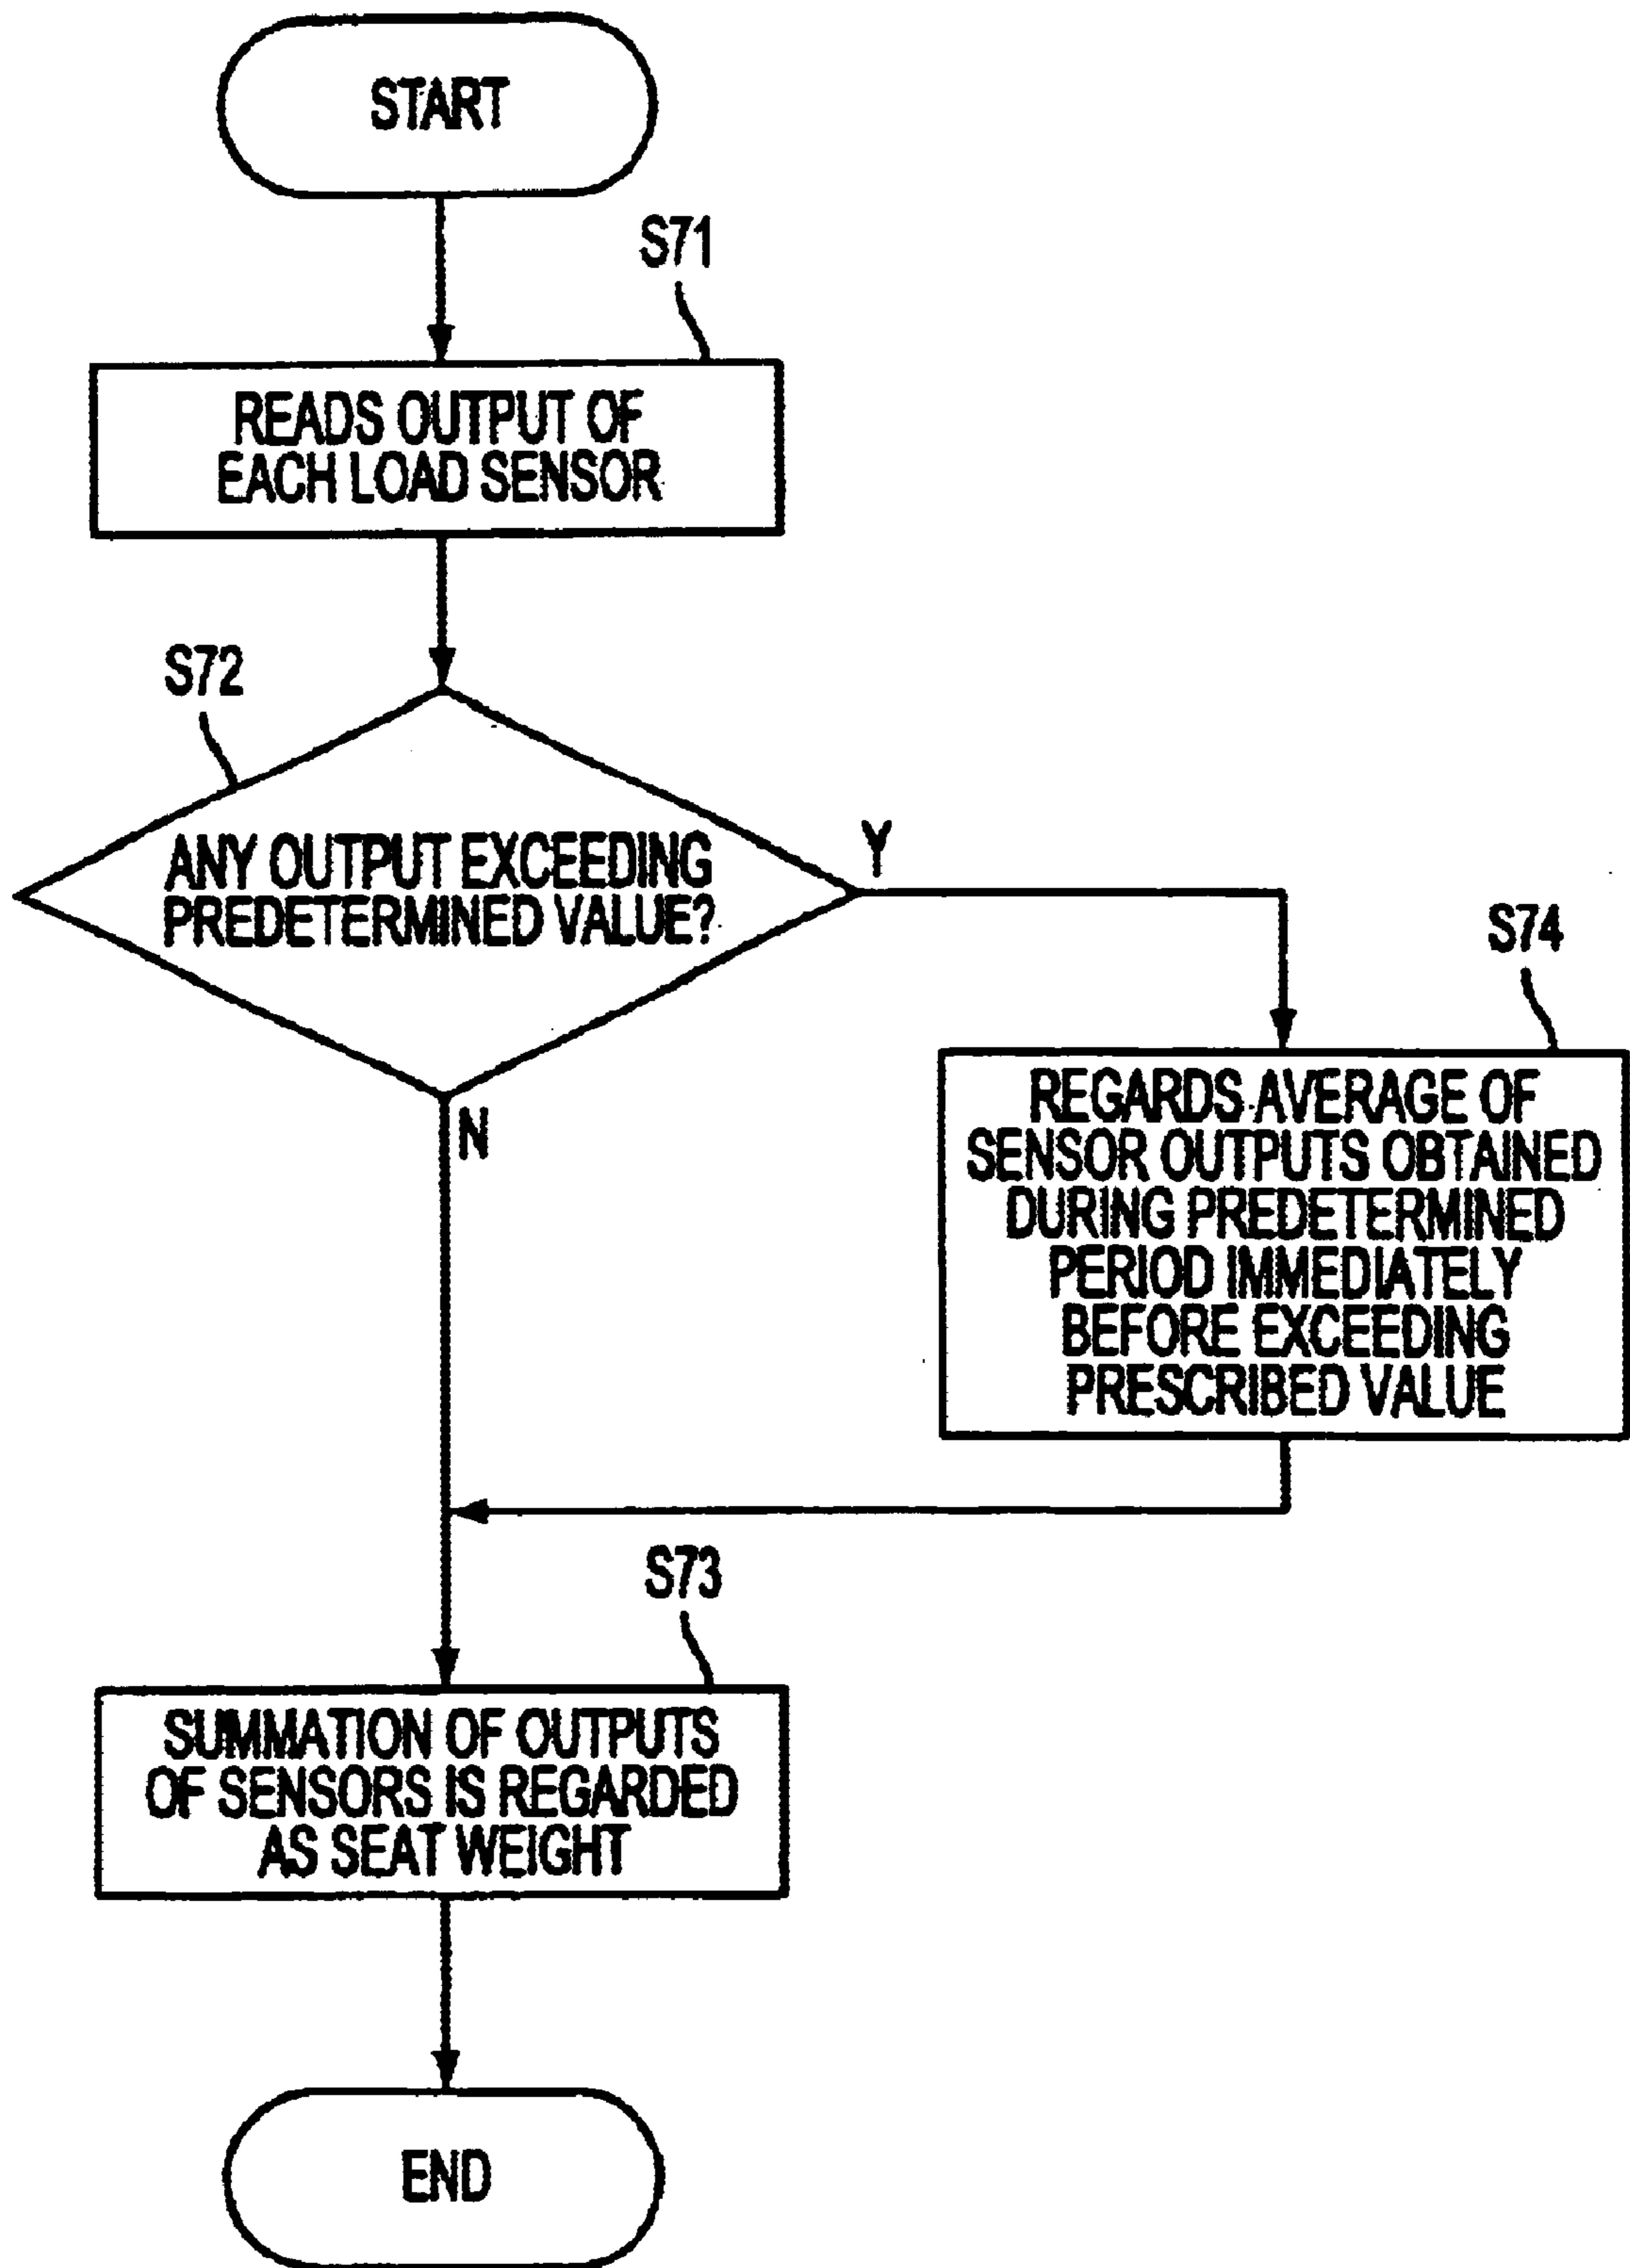 START
S71
READS OUTPUT OF
EACH LOAD SENSOR
S72
ANY OUTPUT EXCEEDING
PREDETERMINED VALUE?
Y
N
S74
REGARDS AVERAGE OF
SENSOR OUTPUTS OBTAINED
DURING PREDETERMINED
PERIOD IMMEDIATELY
BEFORE EXCEEDING
PRESCRIBED VALUE
S73
SUMMATION OF OUTPUTS
OF SENSORS IS REGARDED
AS SEAT WEIGHT
END